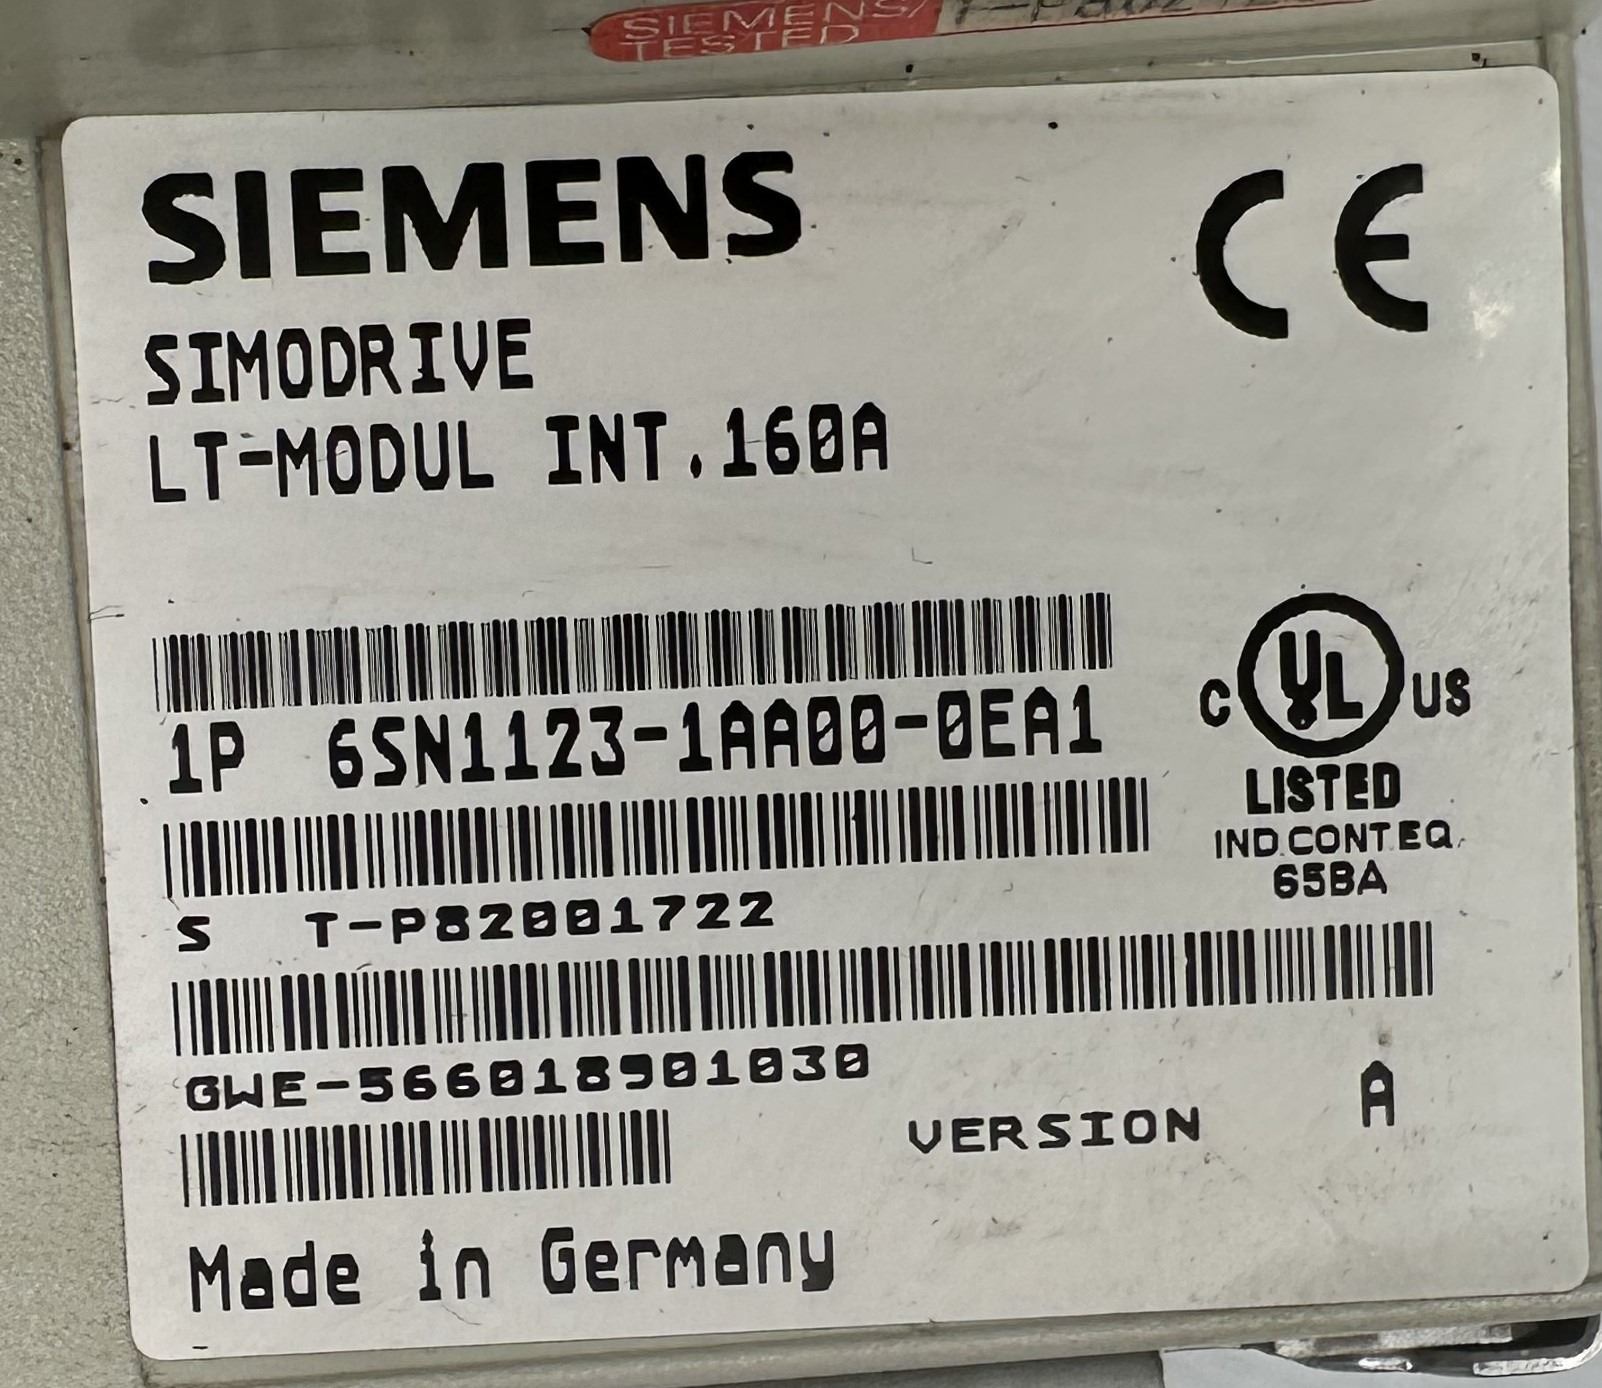 SIEMENS
TESTED
SIEMENS
CE
SIMODRIVE
LT-MODUL INT.160A
1P 6SN1123-1AA00-0EA1
C UL US
LISTED
IND.CONT.EQ.
65BA
S T-P82001722
GWE-566018901030
VERSION A
Made in Germany